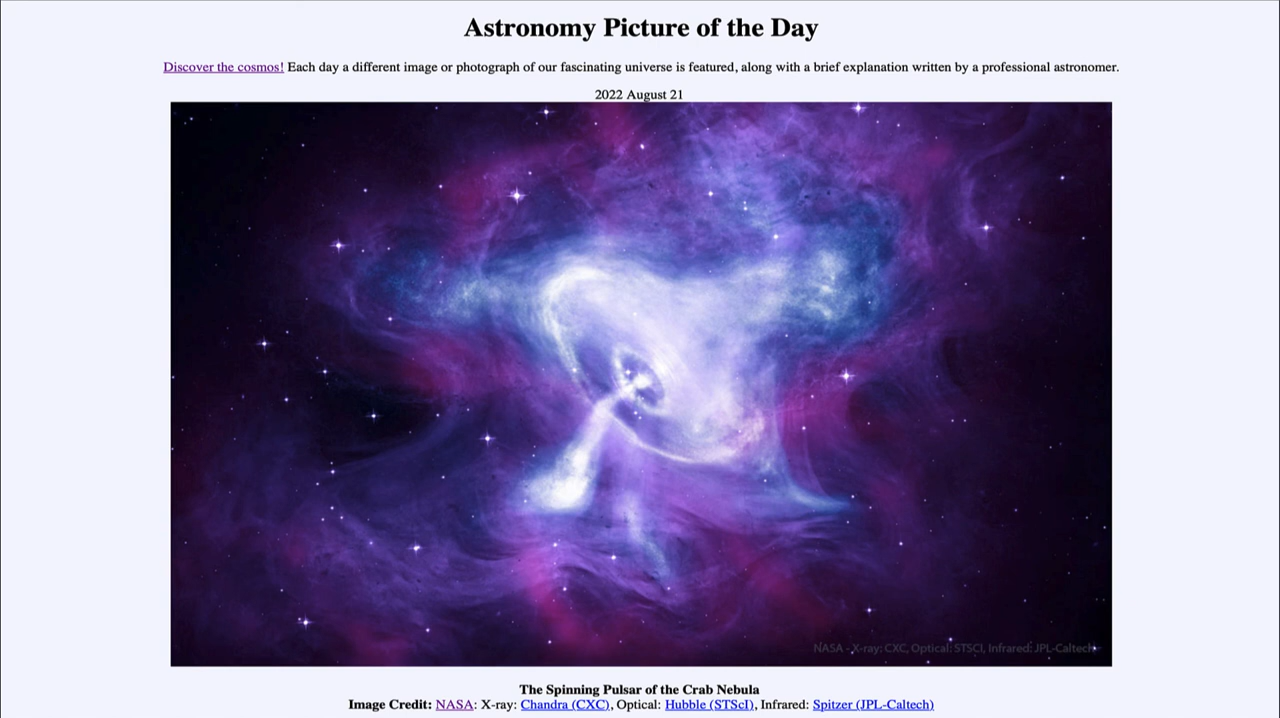 Astronomy Picture of the Day
Discover the cosmos! Each day a different image or photograph of our fascinating universe is featured, along with a brief explanation written by a professional astronomer.
2022 August 21
NASA - X-ray: CXC, Optical: STSCI, Infrared: JPL-Caltech
The Spinning Pulsar of the Crab Nebula
Image Credit: NASA: X-ray: Chandra (CXC), Optical: Hubble (STScI), Infrared: Spitzer (JPL-Caltech)